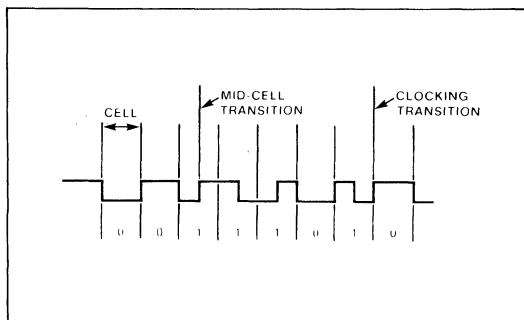 MID-CELL
TRANSITION
CLOCKING
TRANSITION
CELL
0 0 1 1 1 0 1 0